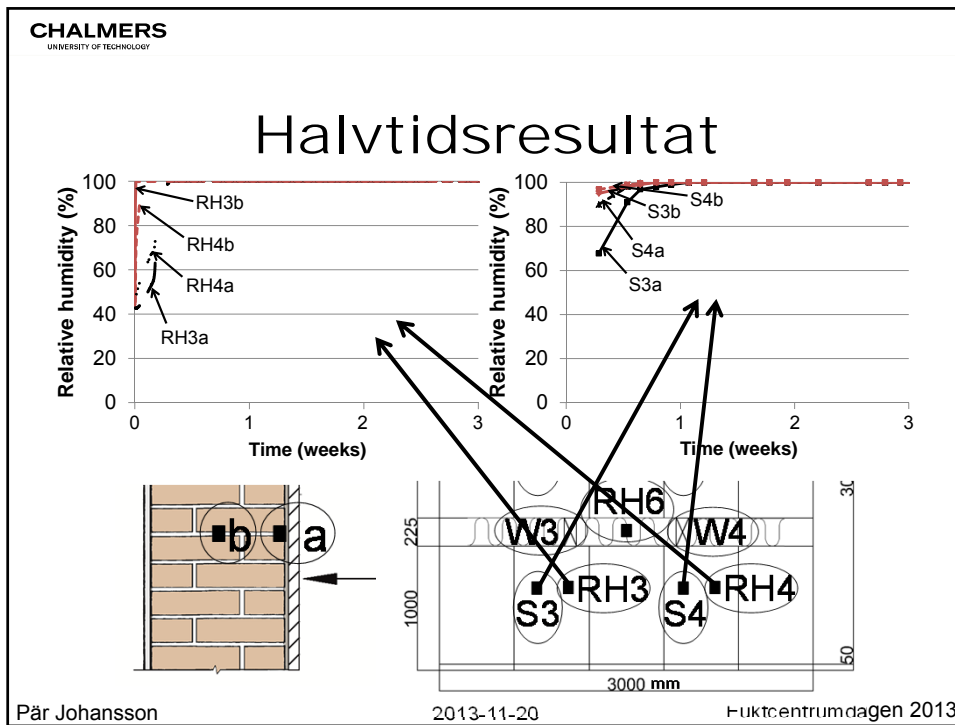 CHALMERS
UNIVERSITY OF TECHNOLOGY
Halvtidsresultat
Relative humidity (%)
100
80
60
40
20
0
RH3b
RH4b
RH4a
RH3a
0 1 2 3
Time (weeks)
Relative humidity (%)
100
80
60
40
20
0
S4b
S3b
S4a
S3a
0 1 2 3
Time (weeks)
b a
RH6
W3 W4
225
RH3 RH4
S3 S4
1000
50
3000 mm
Pär Johansson 2013-11-20 Fuktcentrumdagen 2013